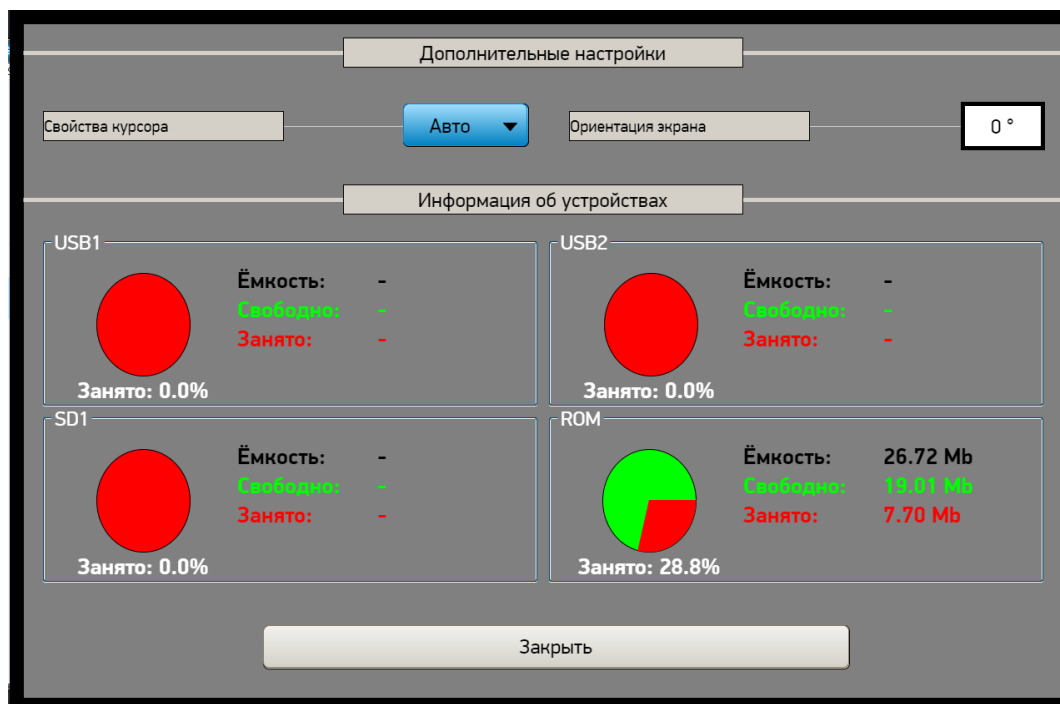 Дополнительные настройки
Свойства курсора Авто Ориентация экрана 0 °
Информация об устройствах
USB1
Ёмкость: -
Свободно: -
Занято: -
Занято: 0.0%
USB2
Ёмкость: -
Свободно: -
Занято: -
Занято: 0.0%
SD1
Ёмкость: -
Свободно: -
Занято: -
Занято: 0.0%
ROM
Ёмкость: 26.72 Mb
Свободно: 19.01 Mb
Занято: 7.70 Mb
Занято: 28.8%
Закрыть